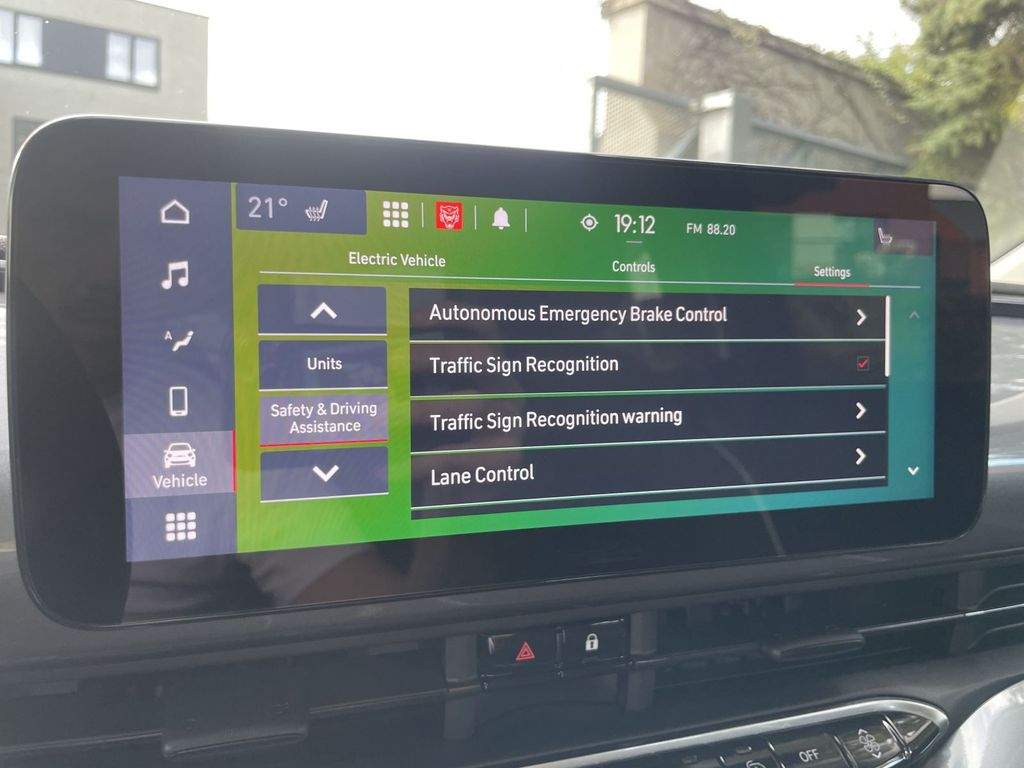 21°
19:12
FM 88.20
Electric Vehicle
Controls
Settings
Autonomous Emergency Brake Control
Units
Traffic Sign Recognition
Safety & Driving
Assistance
Traffic Sign Recognition warning
Lane Control
A
Vehicle
OFF